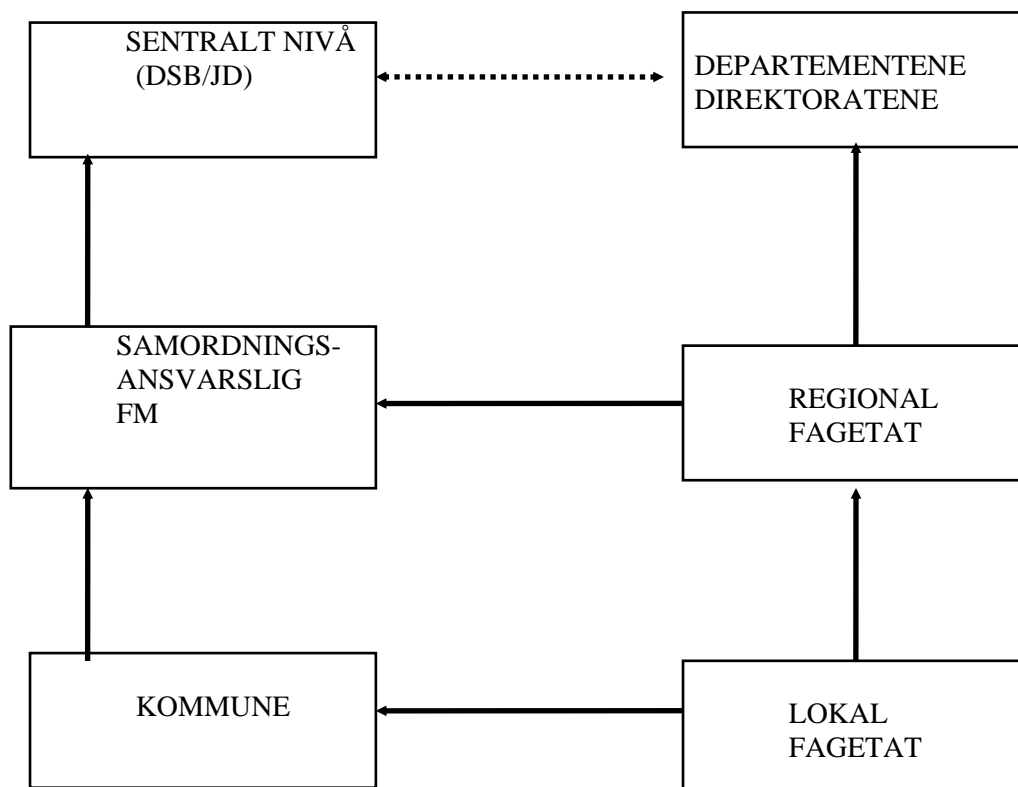 SENTRALT NIVÅ
(DSB/JD)
DEPARTEMENTENE
DIREKTORATENE
SAMORDNINGS-
ANSVARSLIG
FM
REGIONAL
FAGETAT
KOMMUNE
LOKAL
FAGETAT